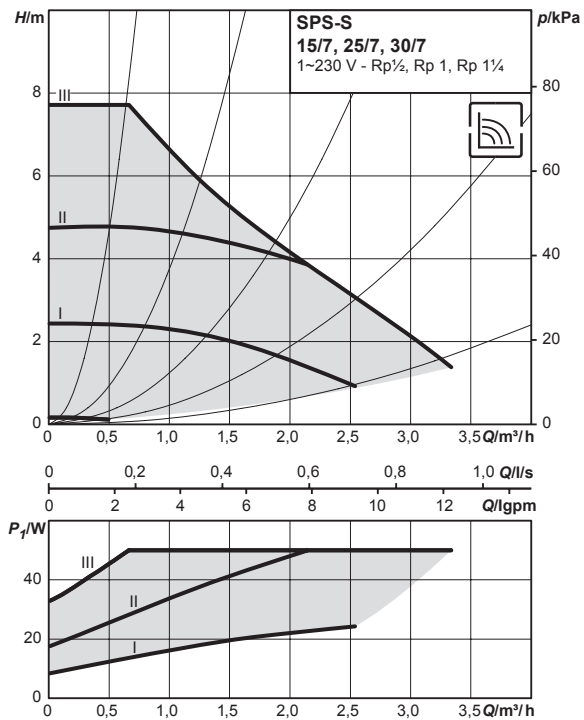 H/m
p/kPa
SPS-S
15/7, 25/7, 30/7
1~230 V - Rp½, Rp 1, Rp 1¼
8
6
4
2
0
80
60
40
20
0
III
II
I
0 0,5 1,0 1,5 2,0 2,5 3,0 3,5 Q/m³/h
0 0,2 0,4 0,6 0,8 1,0 Q/l/s
0 2 4 6 8 10 12 Q/Igpm
P₁/W
40
20
0
III
II
I
0 0,5 1,0 1,5 2,0 2,5 3,0 3,5 Q/m³/h